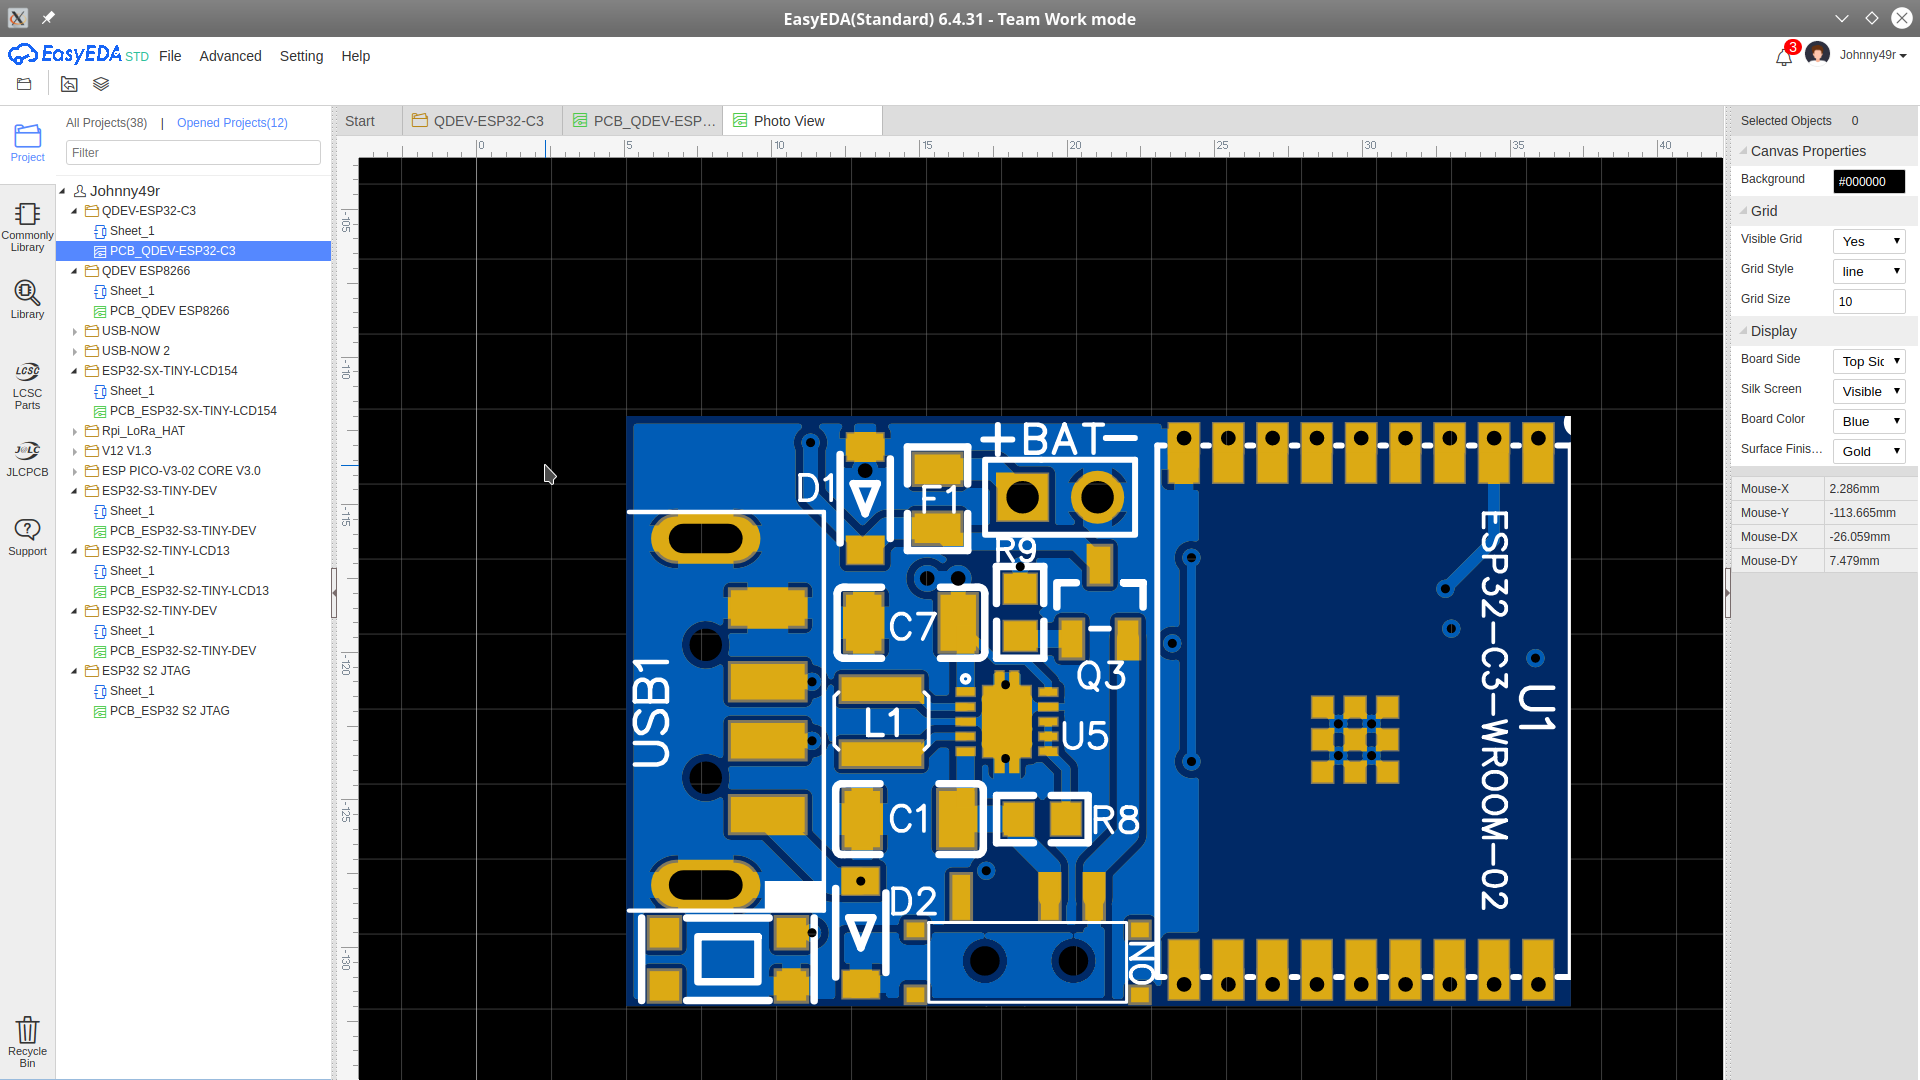 EasyEDA(Standard) 6.4.31 - Team Work mode
EasyEDA STD File Advanced Setting Help
3
Johnny49r
Project
Commonly Library
Library
LCSC
LCSC Parts
J@LC
JLCPCB
Support
Recycle Bin
All Projects(38) | Opened Projects(12)
Filter
Johnny49r
QDEV-ESP32-C3
Sheet_1
PCB_QDEV-ESP32-C3
QDEV ESP8266
Sheet_1
PCB_QDEV ESP8266
USB-NOW
USB-NOW 2
ESP32-SX-TINY-LCD154
Sheet_1
PCB_ESP32-SX-TINY-LCD154
Rpi_LoRa_HAT
V12 V1.3
ESP PICO-V3-02 CORE V3.0
ESP32-S3-TINY-DEV
Sheet_1
PCB_ESP32-S3-TINY-DEV
ESP32-S2-TINY-LCD13
Sheet_1
PCB_ESP32-S2-TINY-LCD13
ESP32-S2-TINY-DEV
Sheet_1
PCB_ESP32-S2-TINY-DEV
ESP32 S2 JTAG
Sheet_1
PCB_ESP32 S2 JTAG
Start QDEV-ESP32-C3 PCB_QDEV-ESP... Photo View
0 5 10 15 20 25 30 35 40
-105
-110
-115
-120
-125
-130
+BAT-
D1
F1
R9
C7
Q3
USB1
L1
U5
C1
R8
D2
ON
ESP32-C3-WROOM-02
U1
Selected Objects 0
Canvas Properties
Background #000000
Grid
Visible Grid Yes
Grid Style line
Grid Size 10
Display
Board Side Top Sic
Silk Screen Visible
Board Color Blue
Surface Finis... Gold
Mouse-X 2.286mm
Mouse-Y -113.665mm
Mouse-DX -26.059mm
Mouse-DY 7.479mm